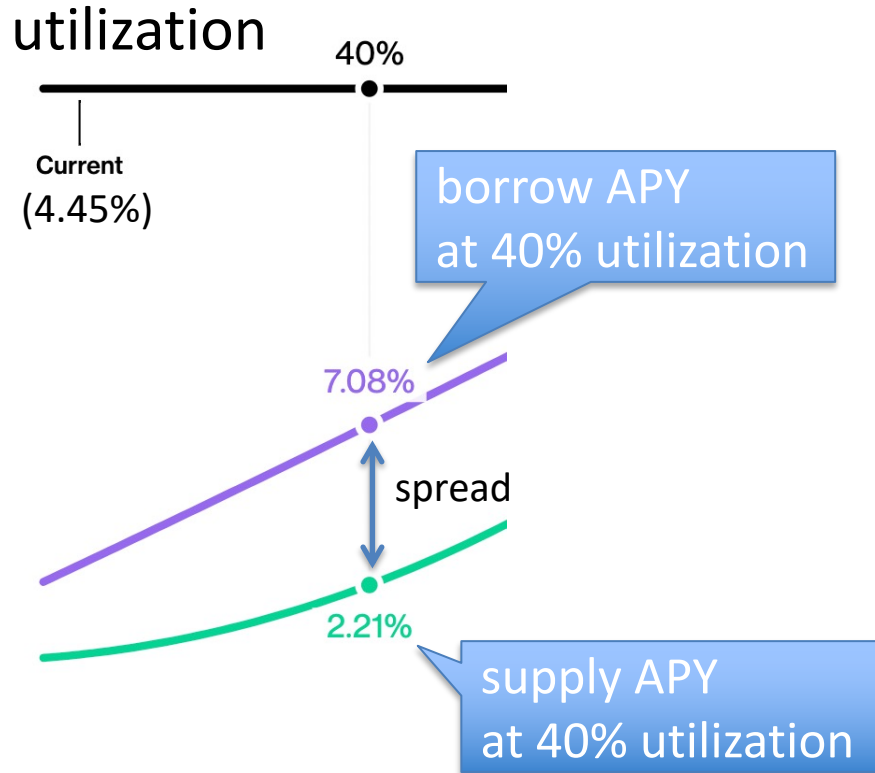 utilization
40%
Current
(4.45%)
borrow APY
at 40% utilization
7.08%
spread
2.21%
supply APY
at 40% utilization